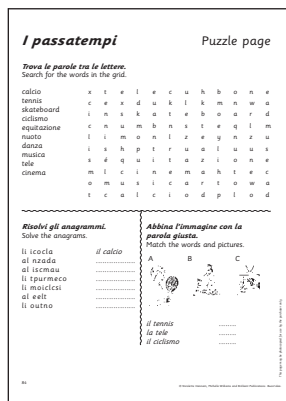 I passatempi
Puzzle page
Trova le parole tra le lettere.
Search for the words in the grid.
calcio
tennis
skateboard
ciclismo
equitazione
nuoto
danza
musica
tele
cinema
x t e l e c u h b o n e
c e x d u k l k m n w a
i n s k a t e b o a r d
c n u m b n s t e q l m
l i m o n l z e y n z u
i s h p t r u a l u u s
s é q u i t a z i o n e
m l c i n e m a h t e c
o m u s i c a r t o w a
t c a l c i o d p l o d
Risolvi gli anagrammi.
Solve the anagrams.
li icocla il calcio
al nzada ....................
al iscmau ....................
li tpurmeco ....................
li moiclcsi ....................
al eelt ....................
li outno ....................
Abbina l'immagine con la
parola giusta.
Match the words and pictures.
A B C
il tennis ..........
la tele ..........
il ciclismo ..........